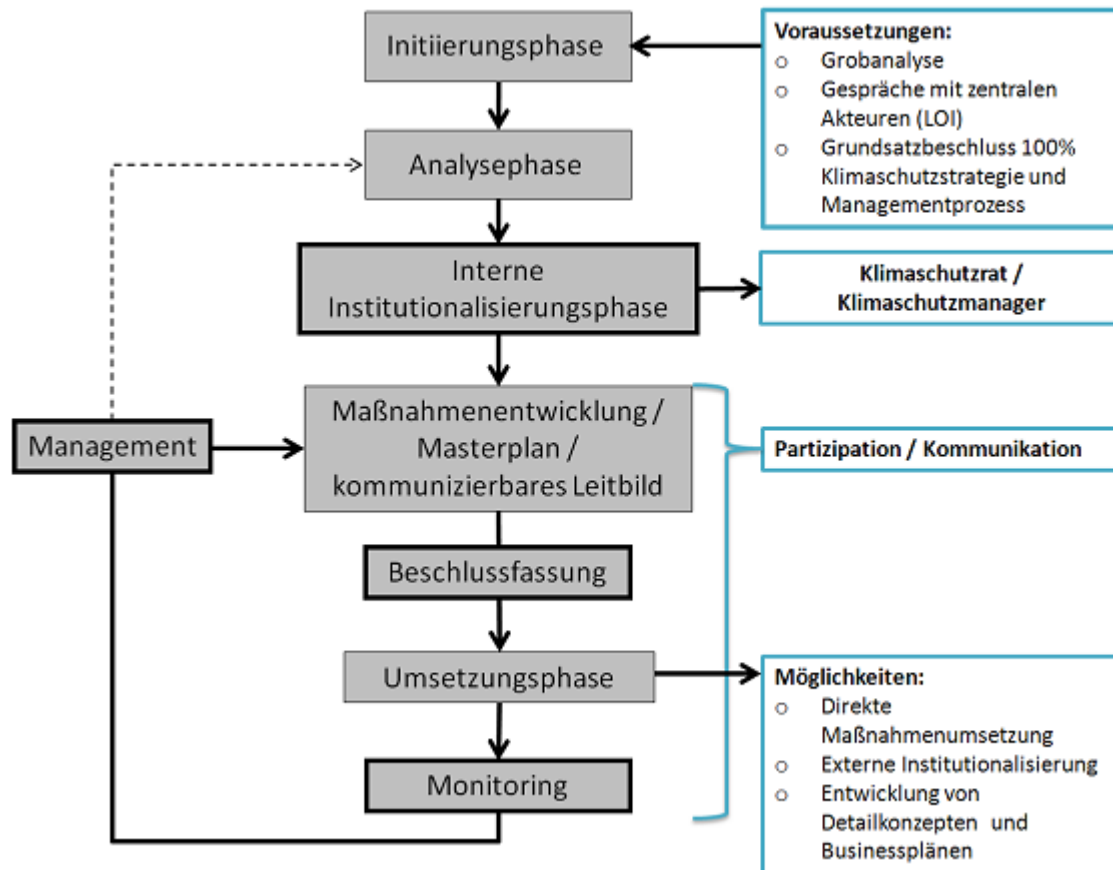 Initiierungsphase
Voraussetzungen:
○ Grobanalyse
○ Gespräche mit zentralen
Akteuren (LOI)
○ Grundsatzbeschluss 100%
Klimaschutzstrategie und
Managementprozess
Analysephase
Interne
Institutionalisierungsphase
Klimaschutzrat /
Klimaschutzmanager
Management
Maßnahmenentwicklung /
Masterplan /
kommunizierbares Leitbild
Partizipation / Kommunikation
Beschlussfassung
Umsetzungsphase
Möglichkeiten:
○ Direkte
Maßnahmenumsetzung
○ Externe Institutionalisierung
○ Entwicklung von
Detailkonzepten und
Businessplänen
Monitoring